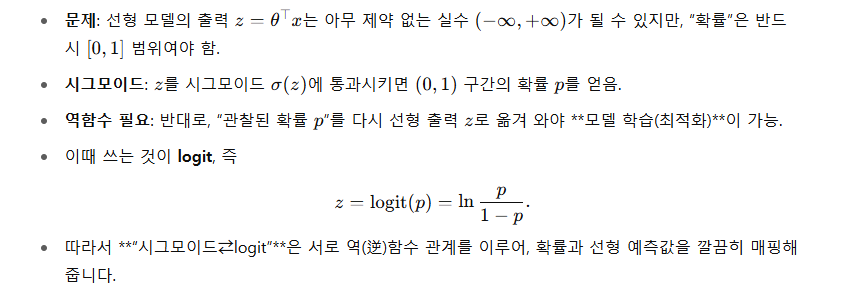 • 문제: 선형 모델의 출력 z = θ⊤x는 아무 제약 없는 실수 (−∞, +∞)가 될 수 있지만, “확률”은 반드
시 [0, 1] 범위여야 함.
• 시그모이드: z를 시그모이드 σ(z)에 통과시키면 (0, 1) 구간의 확률 p를 얻음.
• 역함수 필요: 반대로, “관찰된 확률 p”를 다시 선형 출력 z로 옮겨 와야 **모델 학습(최적화)**이 가능.
• 이때 쓰는 것이 logit, 즉
z = logit(p) = ln p/(1 − p).
• 따라서 **“시그모이드⇄logit”**은 서로 역(逆)함수 관계를 이루어, 확률과 선형 예측값을 깔끔히 매핑해
줍니다.